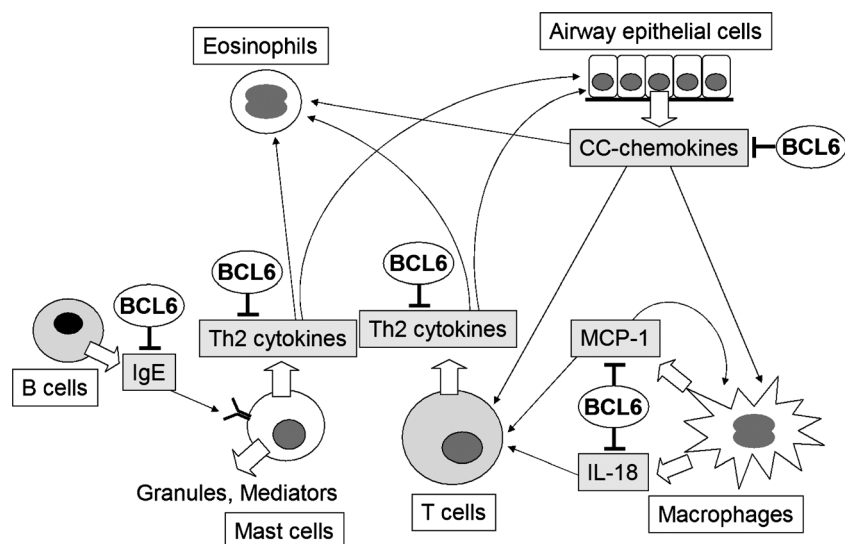 Eosinophils
Airway epithelial cells
CC-chemokines
BCL6
BCL6
BCL6
BCL6
Th2 cytokines
Th2 cytokines
MCP-1
B cells
IgE
BCL6
IL-18
Granules, Mediators
Mast cells
T cells
Macrophages